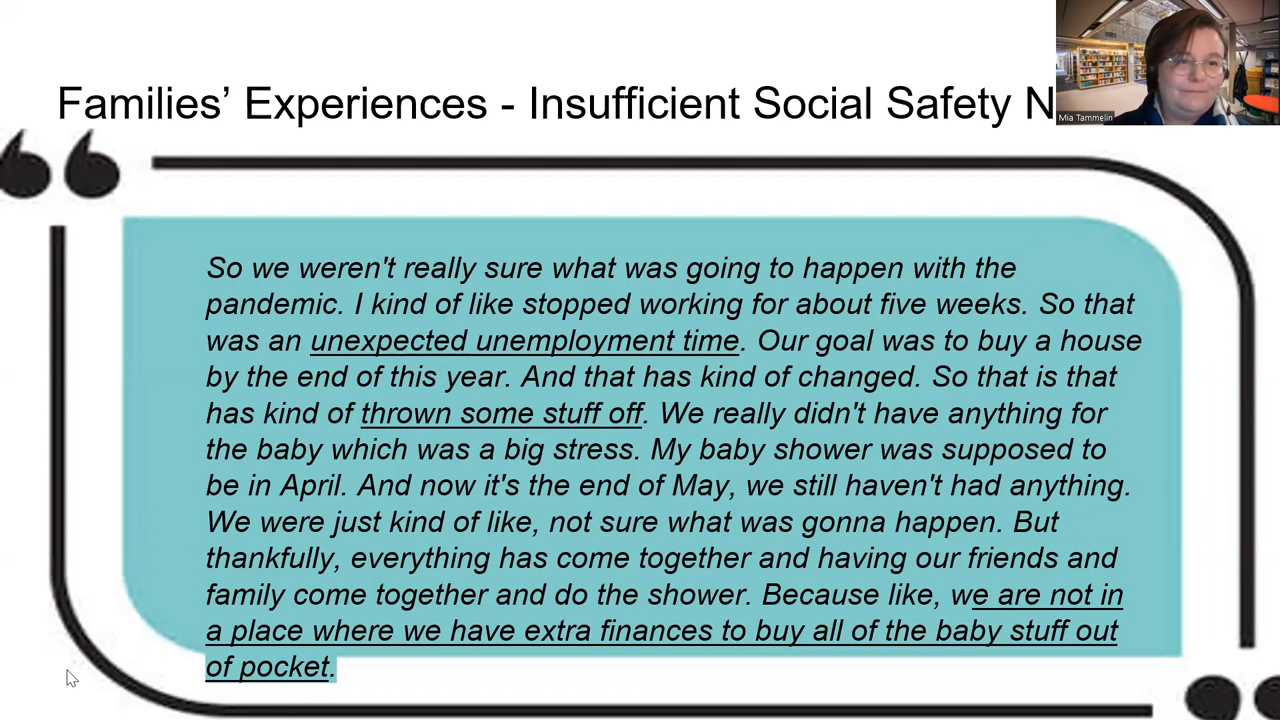 Families’ Experiences - Insufficient Social Safety
Mia Tammelin
So we weren't really sure what was going to happen with the
pandemic. I kind of like stopped working for about five weeks. So that
was an unexpected unemployment time. Our goal was to buy a house
by the end of this year. And that has kind of changed. So that is that
has kind of thrown some stuff off. We really didn't have anything for
the baby which was a big stress. My baby shower was supposed to
be in April. And now it's the end of May, we still haven't had anything.
We were just kind of like, not sure what was gonna happen. But
thankfully, everything has come together and having our friends and
family come together and do the shower. Because like, we are not in
a place where we have extra finances to buy all of the baby stuff out
of pocket.